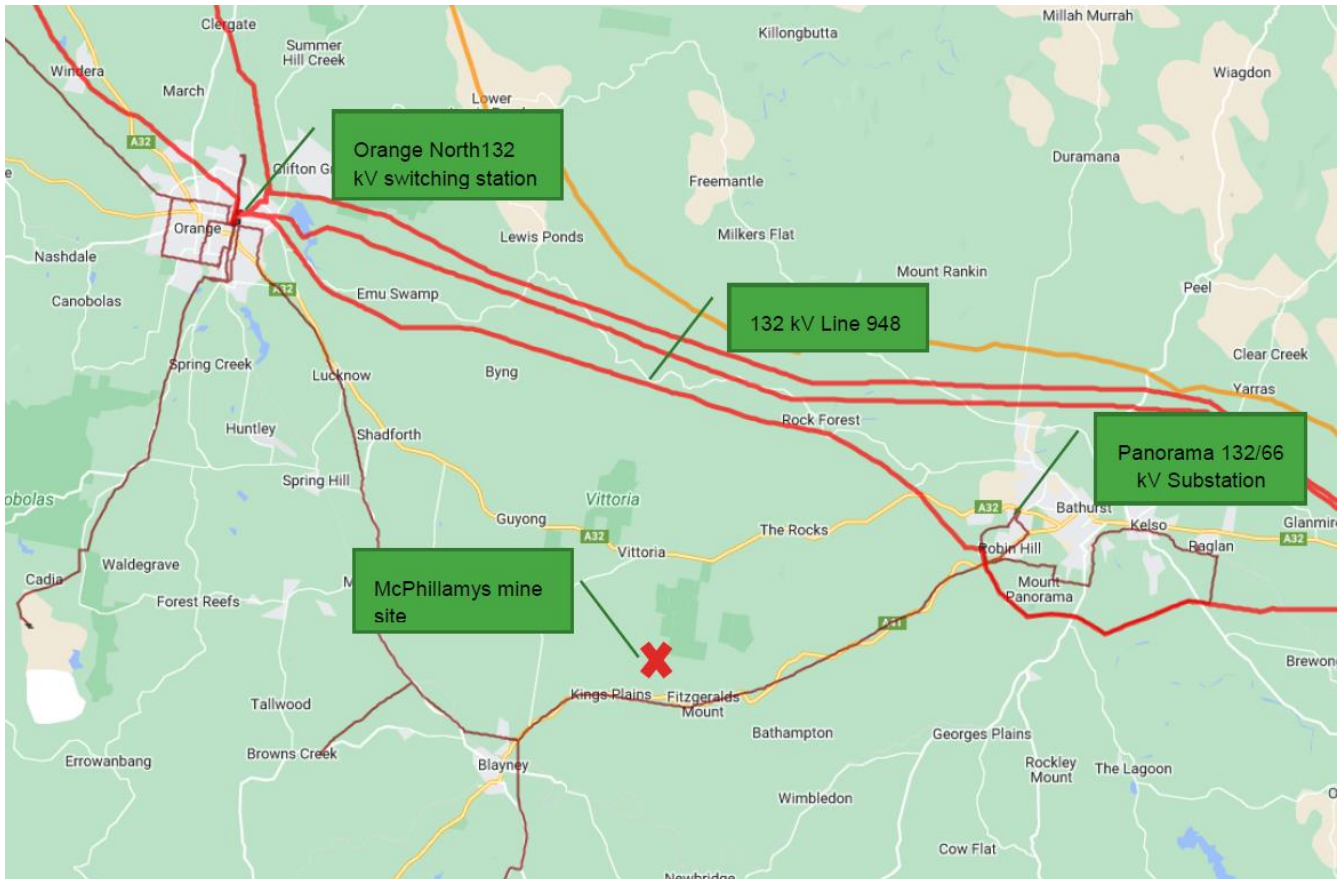 Clergate
Millah Murrah
Killongbutta
Summer
Hill Creek
Windera
Wiagdon
March
Lower
A32
Orange North132
kV switching station
Clifton Gr
Duramana
Freemantle
Orange
Lewis Ponds
Milkers Flat
Nashdale
Mount Rankin
A32
Emu Swamp
Peel
Canobolas
132 kV Line 948
Clear Creek
Spring Creek
Lucknow
Byng
Yarras
Rock Forest
Huntley
Shadforth
Panorama 132/66
kV Substation
Spring Hill
Vittoria
obolas
A32
Bathurst
Guyong
The Rocks
Kelso
Glanmire
A32
Vittoria
A32
Robin Hill
Raglan
Waldegrave
Cadia
McPhillamys mine
site
Mount
Panorama
Forest Reefs
M
A41
Brewong
Kings Plains
Fitzgeralds
Mount
Tallwood
Bathampton
Georges Plains
Browns Creek
Errowanbang
Blayney
Rockley
Mount
The Lagoon
Wimbledon
Cow Flat
Newbridge